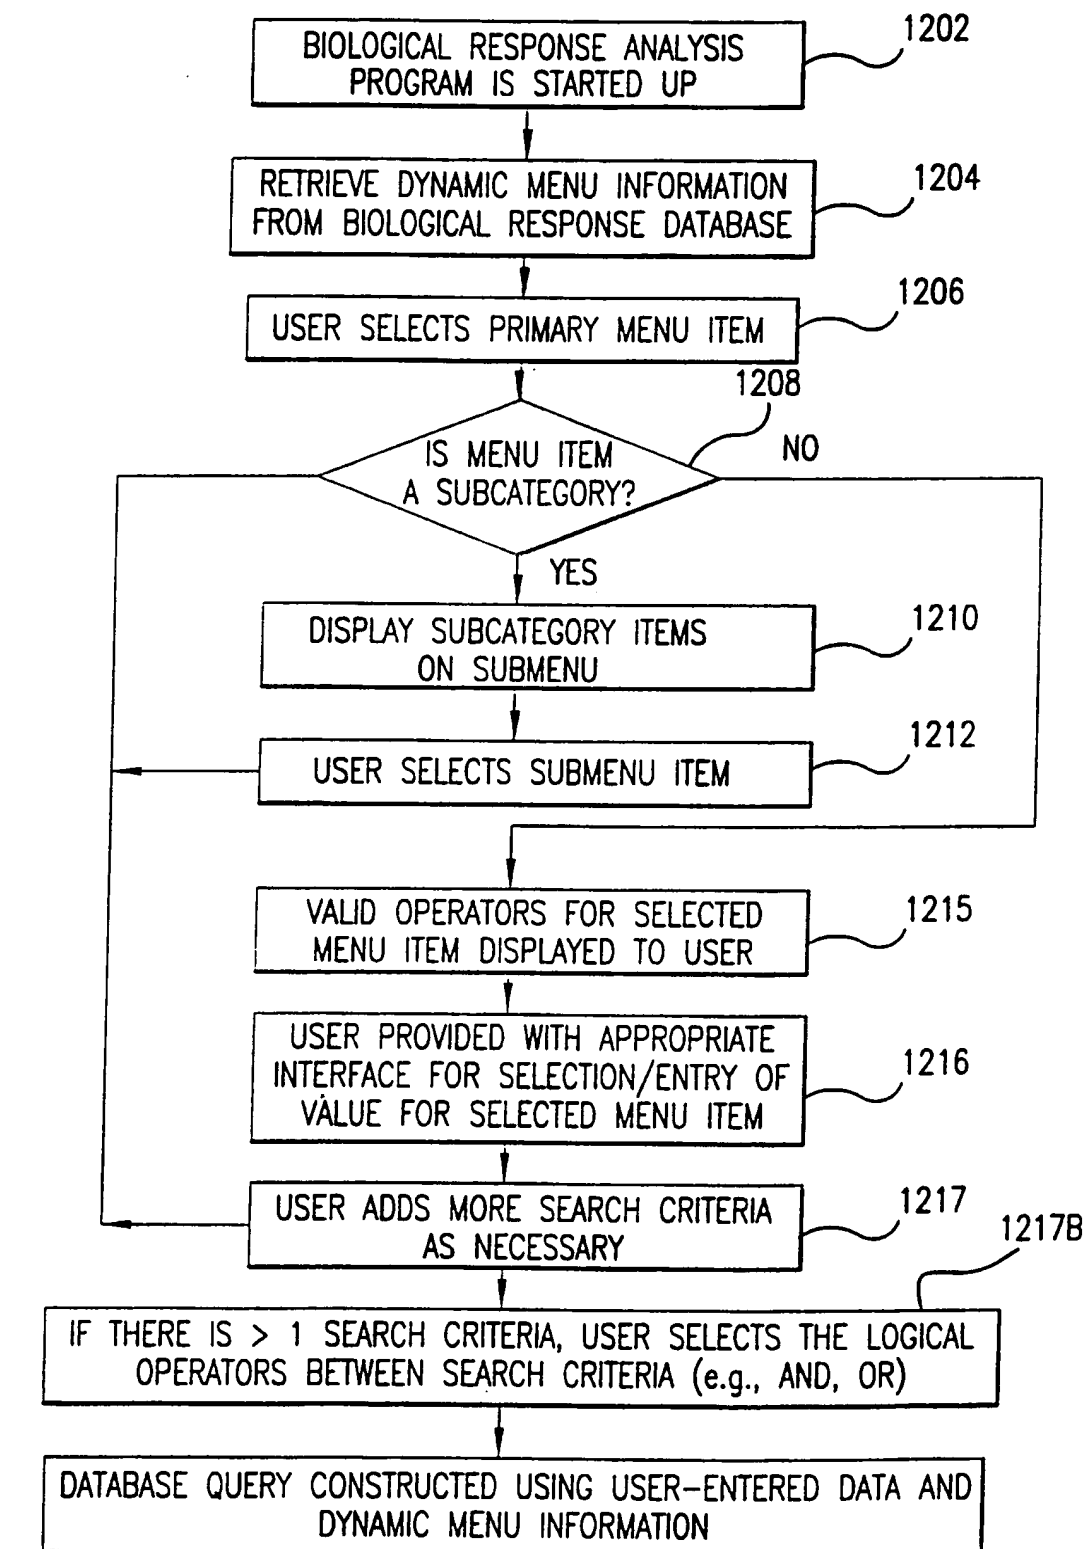 1202
BIOLOGICAL RESPONSE ANALYSIS
PROGRAM IS STARTED UP
1204
RETRIEVE DYNAMIC MENU INFORMATION
FROM BIOLOGICAL RESPONSE DATABASE
1206
USER SELECTS PRIMARY MENU ITEM
1208
IS MENU ITEM
A SUBCATEGORY?
NO
YES
1210
DISPLAY SUBCATEGORY ITEMS
ON SUBMENU
1212
USER SELECTS SUBMENU ITEM
1215
VALID OPERATORS FOR SELECTED
MENU ITEM DISPLAYED TO USER
1216
USER PROVIDED WITH APPROPRIATE
INTERFACE FOR SELECTION/ENTRY OF
VALUE FOR SELECTED MENU ITEM
1217
USER ADDS MORE SEARCH CRITERIA
AS NECESSARY
1217B
IF THERE IS > 1 SEARCH CRITERIA, USER SELECTS THE LOGICAL
OPERATORS BETWEEN SEARCH CRITERIA (e.g., AND, OR)
DATABASE QUERY CONSTRUCTED USING USER-ENTERED DATA AND
DYNAMIC MENU INFORMATION